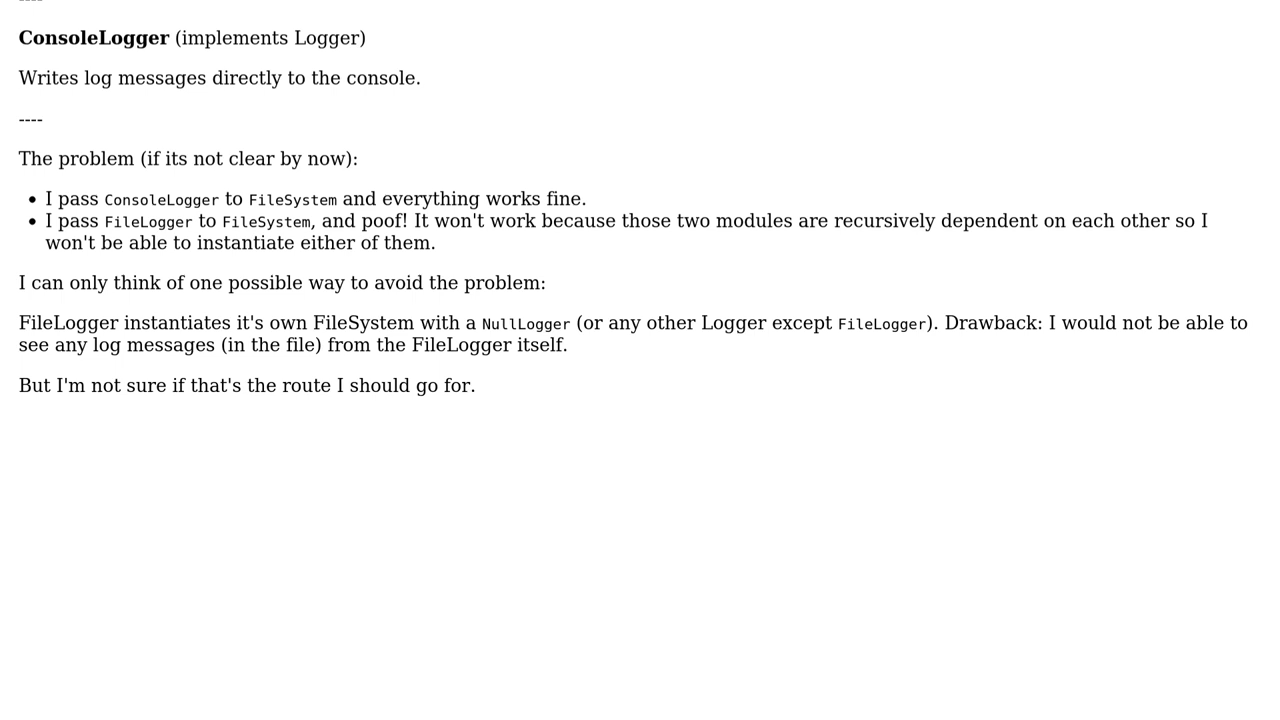 ----
ConsoleLogger (implements Logger)
Writes log messages directly to the console.
----
The problem (if its not clear by now):
• I pass ConsoleLogger to FileSystem and everything works fine.
• I pass FileLogger to FileSystem, and poof! It won't work because those two modules are recursively dependent on each other so I
won't be able to instantiate either of them.
I can only think of one possible way to avoid the problem:
FileLogger instantiates it's own FileSystem with a NullLogger (or any other Logger except FileLogger). Drawback: I would not be able to
see any log messages (in the file) from the FileLogger itself.
But I'm not sure if that's the route I should go for.